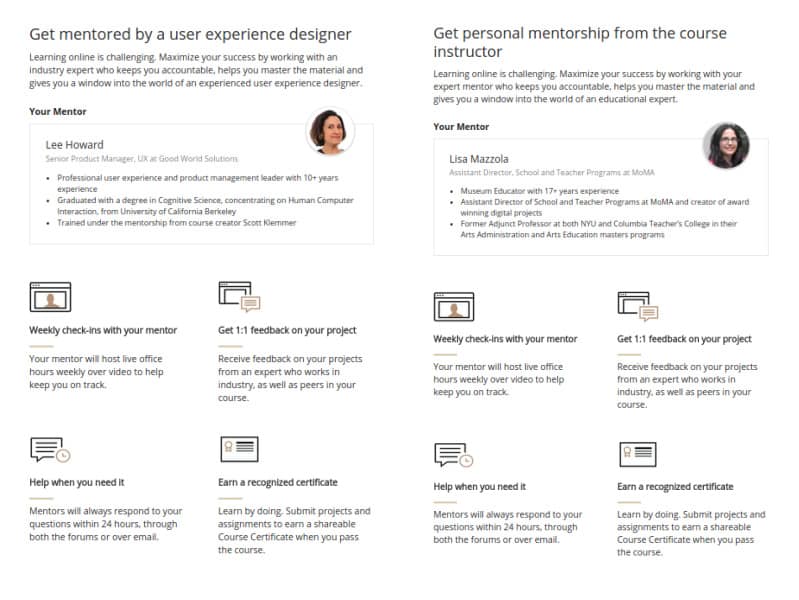 Get mentored by a user experience designer
Learning online is challenging. Maximize your success by working with an
industry expert who keeps you accountable, helps you master the material and
gives you a window into the world of an experienced user experience designer.
Your Mentor
Lee Howard
Senior Product Manager, UX at Good World Solutions
• Professional user experience and product management leader with 10+ years
experience
• Graduated with a degree in Cognitive Science, concentrating on Human Computer
Interaction, from University of California Berkeley
• Trained under the mentorship from course creator Scott Klemmer
Weekly check-ins with your mentor
Your mentor will host live office
hours weekly over video to help
keep you on track.
Get 1:1 feedback on your project
Receive feedback on your projects
from an expert who works in
industry, as well as peers in your
course.
Help when you need it
Mentors will always respond to your
questions within 24 hours, through
both the forums or over email.
Earn a recognized certificate
Learn by doing. Submit projects and
assignments to earn a shareable
Course Certificate when you pass
the course.
Get personal mentorship from the course
instructor
Learning online is challenging. Maximize your success by working with your
expert mentor who keeps you accountable, helps you master the material and
gives you a window into the world of an educational expert.
Your Mentor
Lisa Mazzola
Assistant Director, School and Teacher Programs at MoMA
• Museum Educator with 17+ years experience
• Assistant Director of School and Teacher Programs at MoMA and creator of award
winning digital projects
• Former Adjunct Professor at both NYU and Columbia Teacher's College in their
Arts Administration and Arts Education masters programs
Weekly check-ins with your mentor
Your mentor will host live office
hours weekly over video to help
keep you on track.
Get 1:1 feedback on your project
Receive feedback on your projects
from an expert who works in
industry, as well as peers in your
course.
Help when you need it
Mentors will always respond to your
questions within 24 hours, through
both the forums or over email.
Earn a recognized certificate
Learn by doing. Submit projects and
assignments to earn a shareable
Course Certificate when you pass
the course.